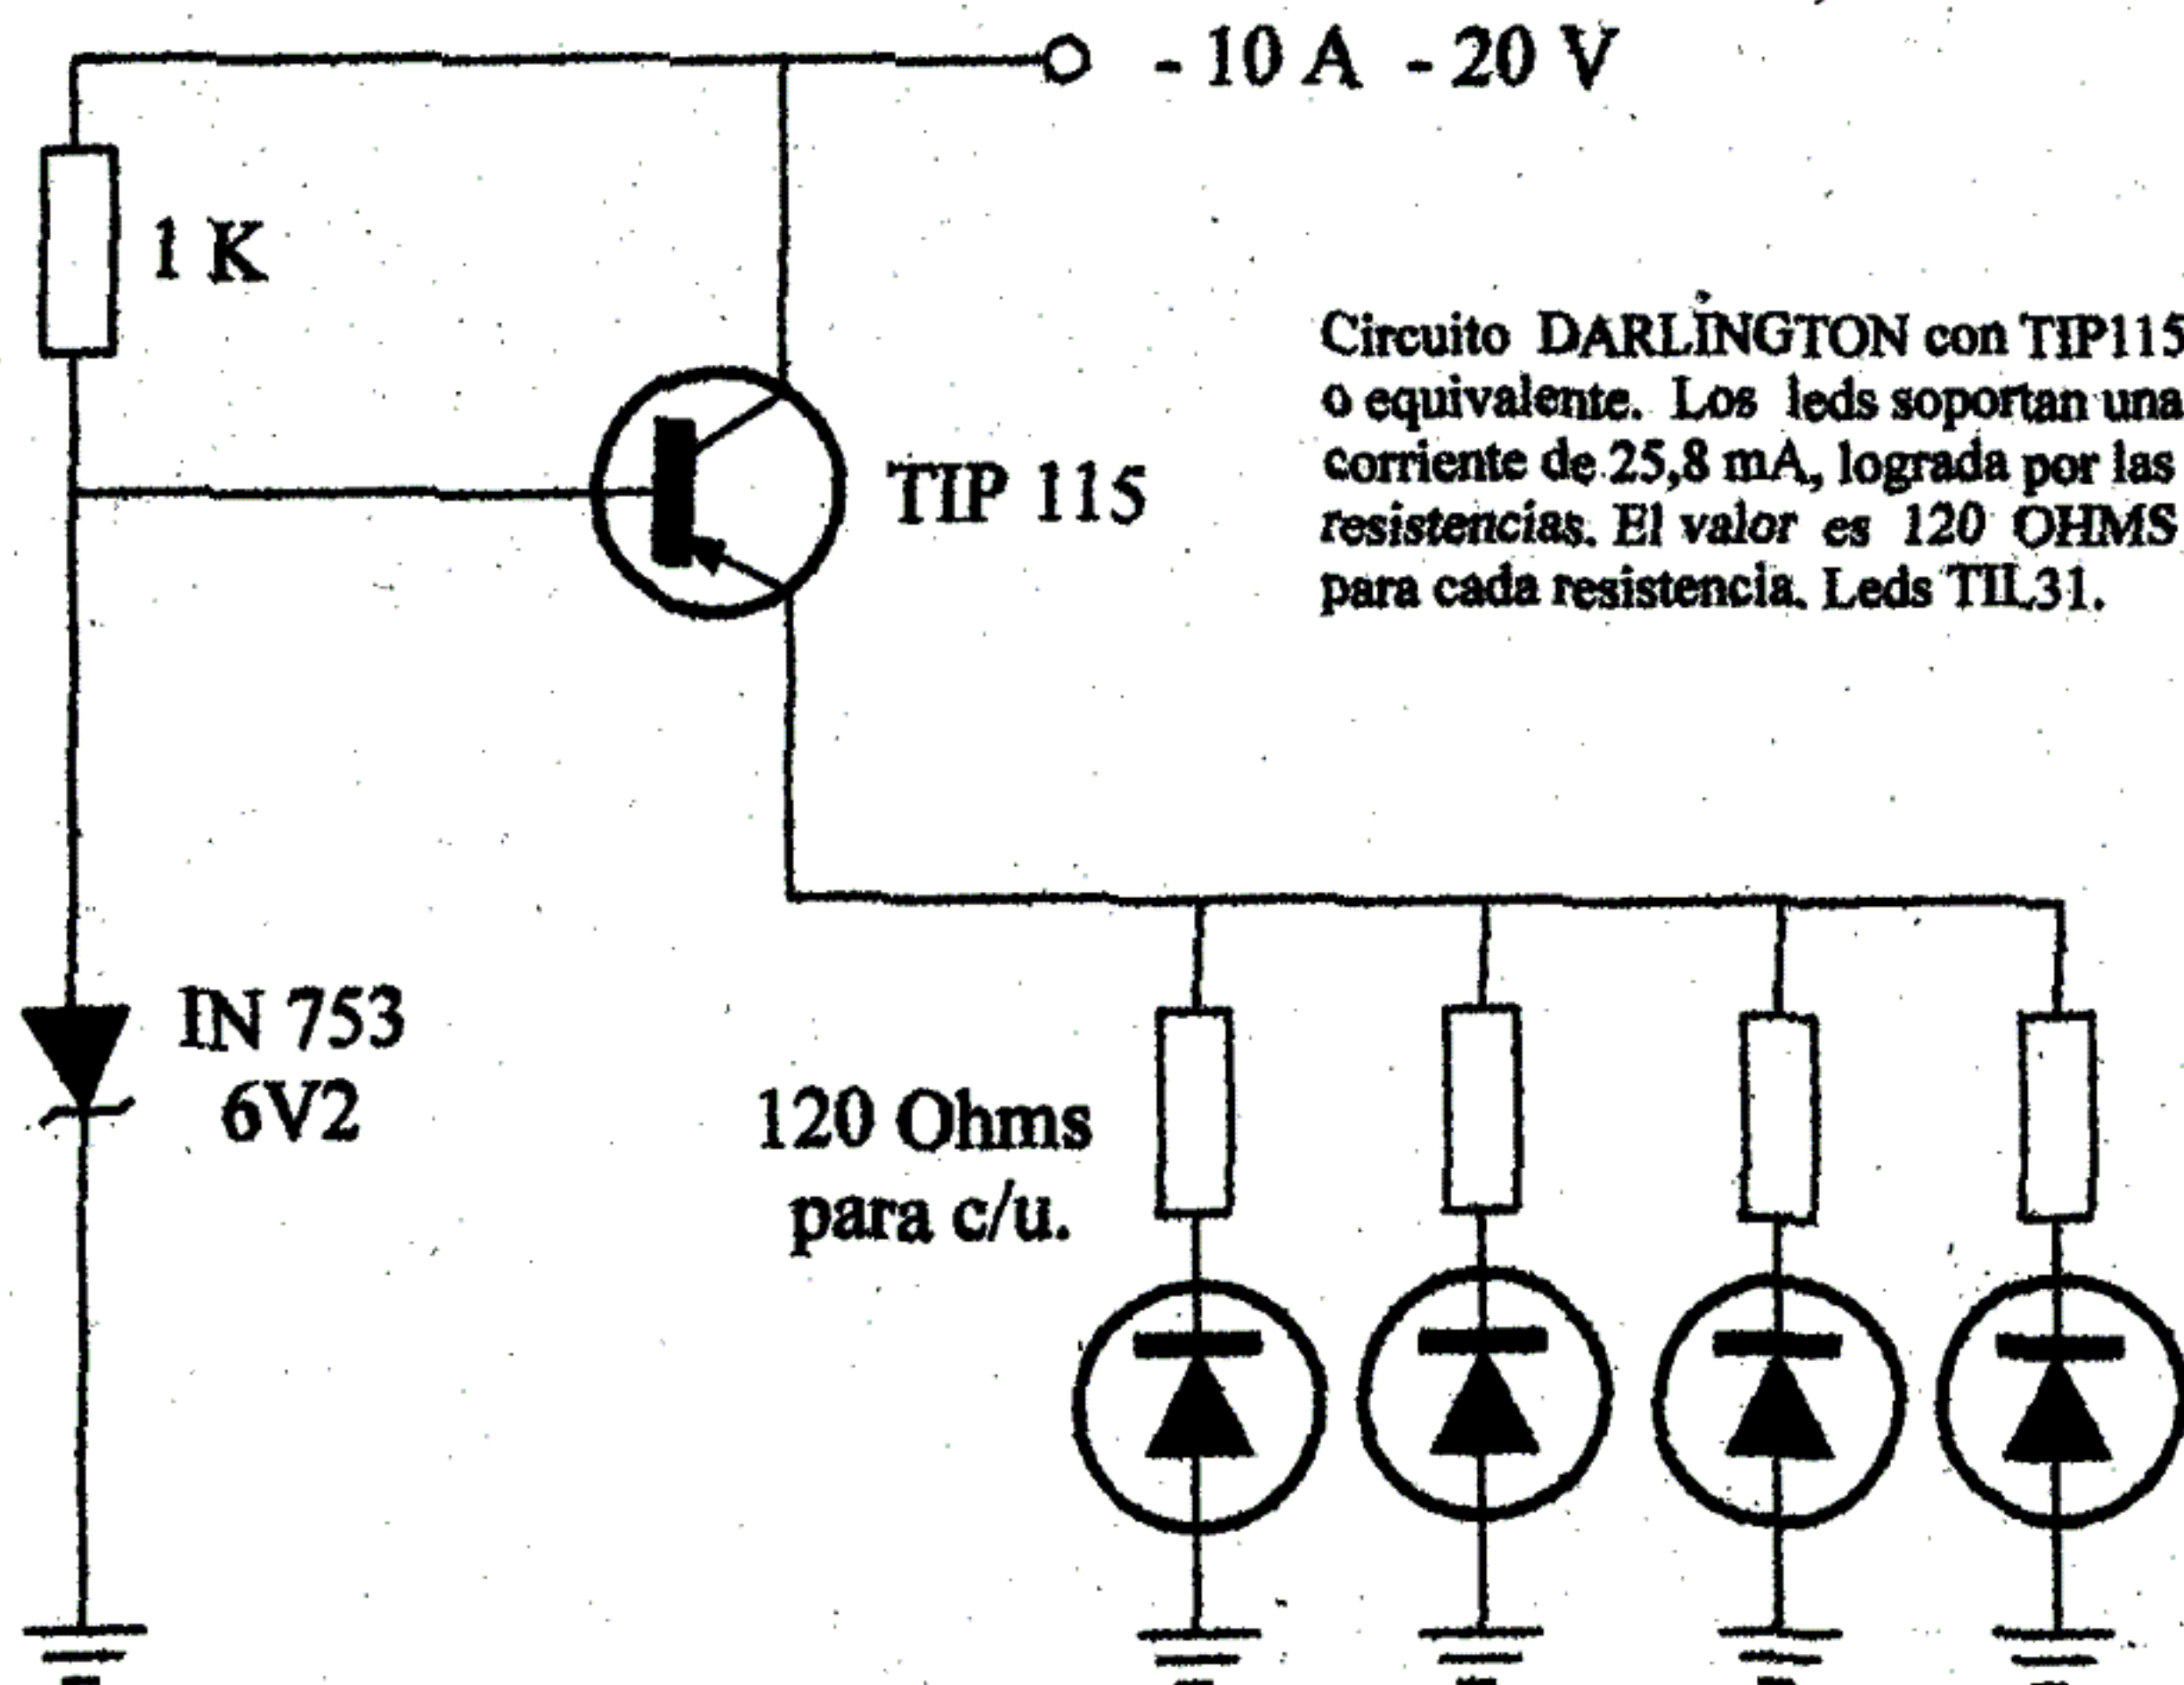 - 10 A - 20 V
1 K
Circuito DARLINGTON con TIP115
o equivalente. Los leds soportan una
corriente de 25,8 mA, lograda por las
resistencias. El valor es 120 OHMS
para cada resistencia. Leds TIL31.
TIP 115
IN 753
6V2
120 Ohms
para c/u.